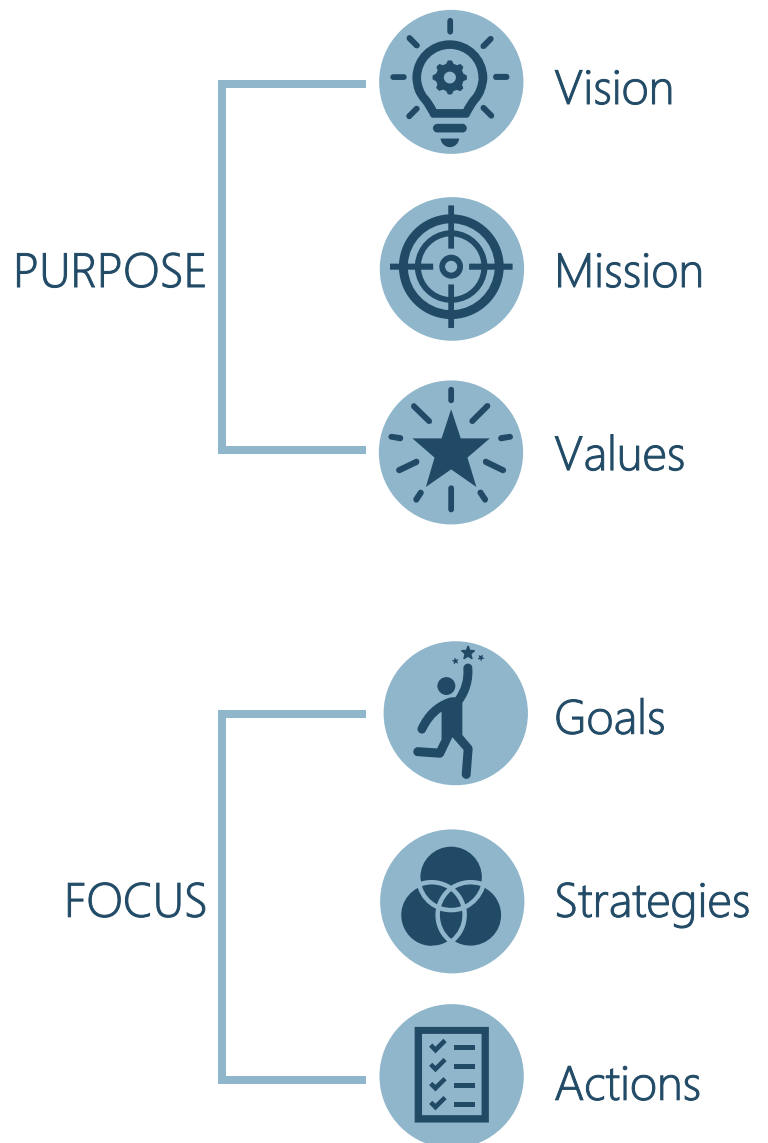 Vision
PURPOSE
Mission
Values
Goals
FOCUS
Strategies
Actions